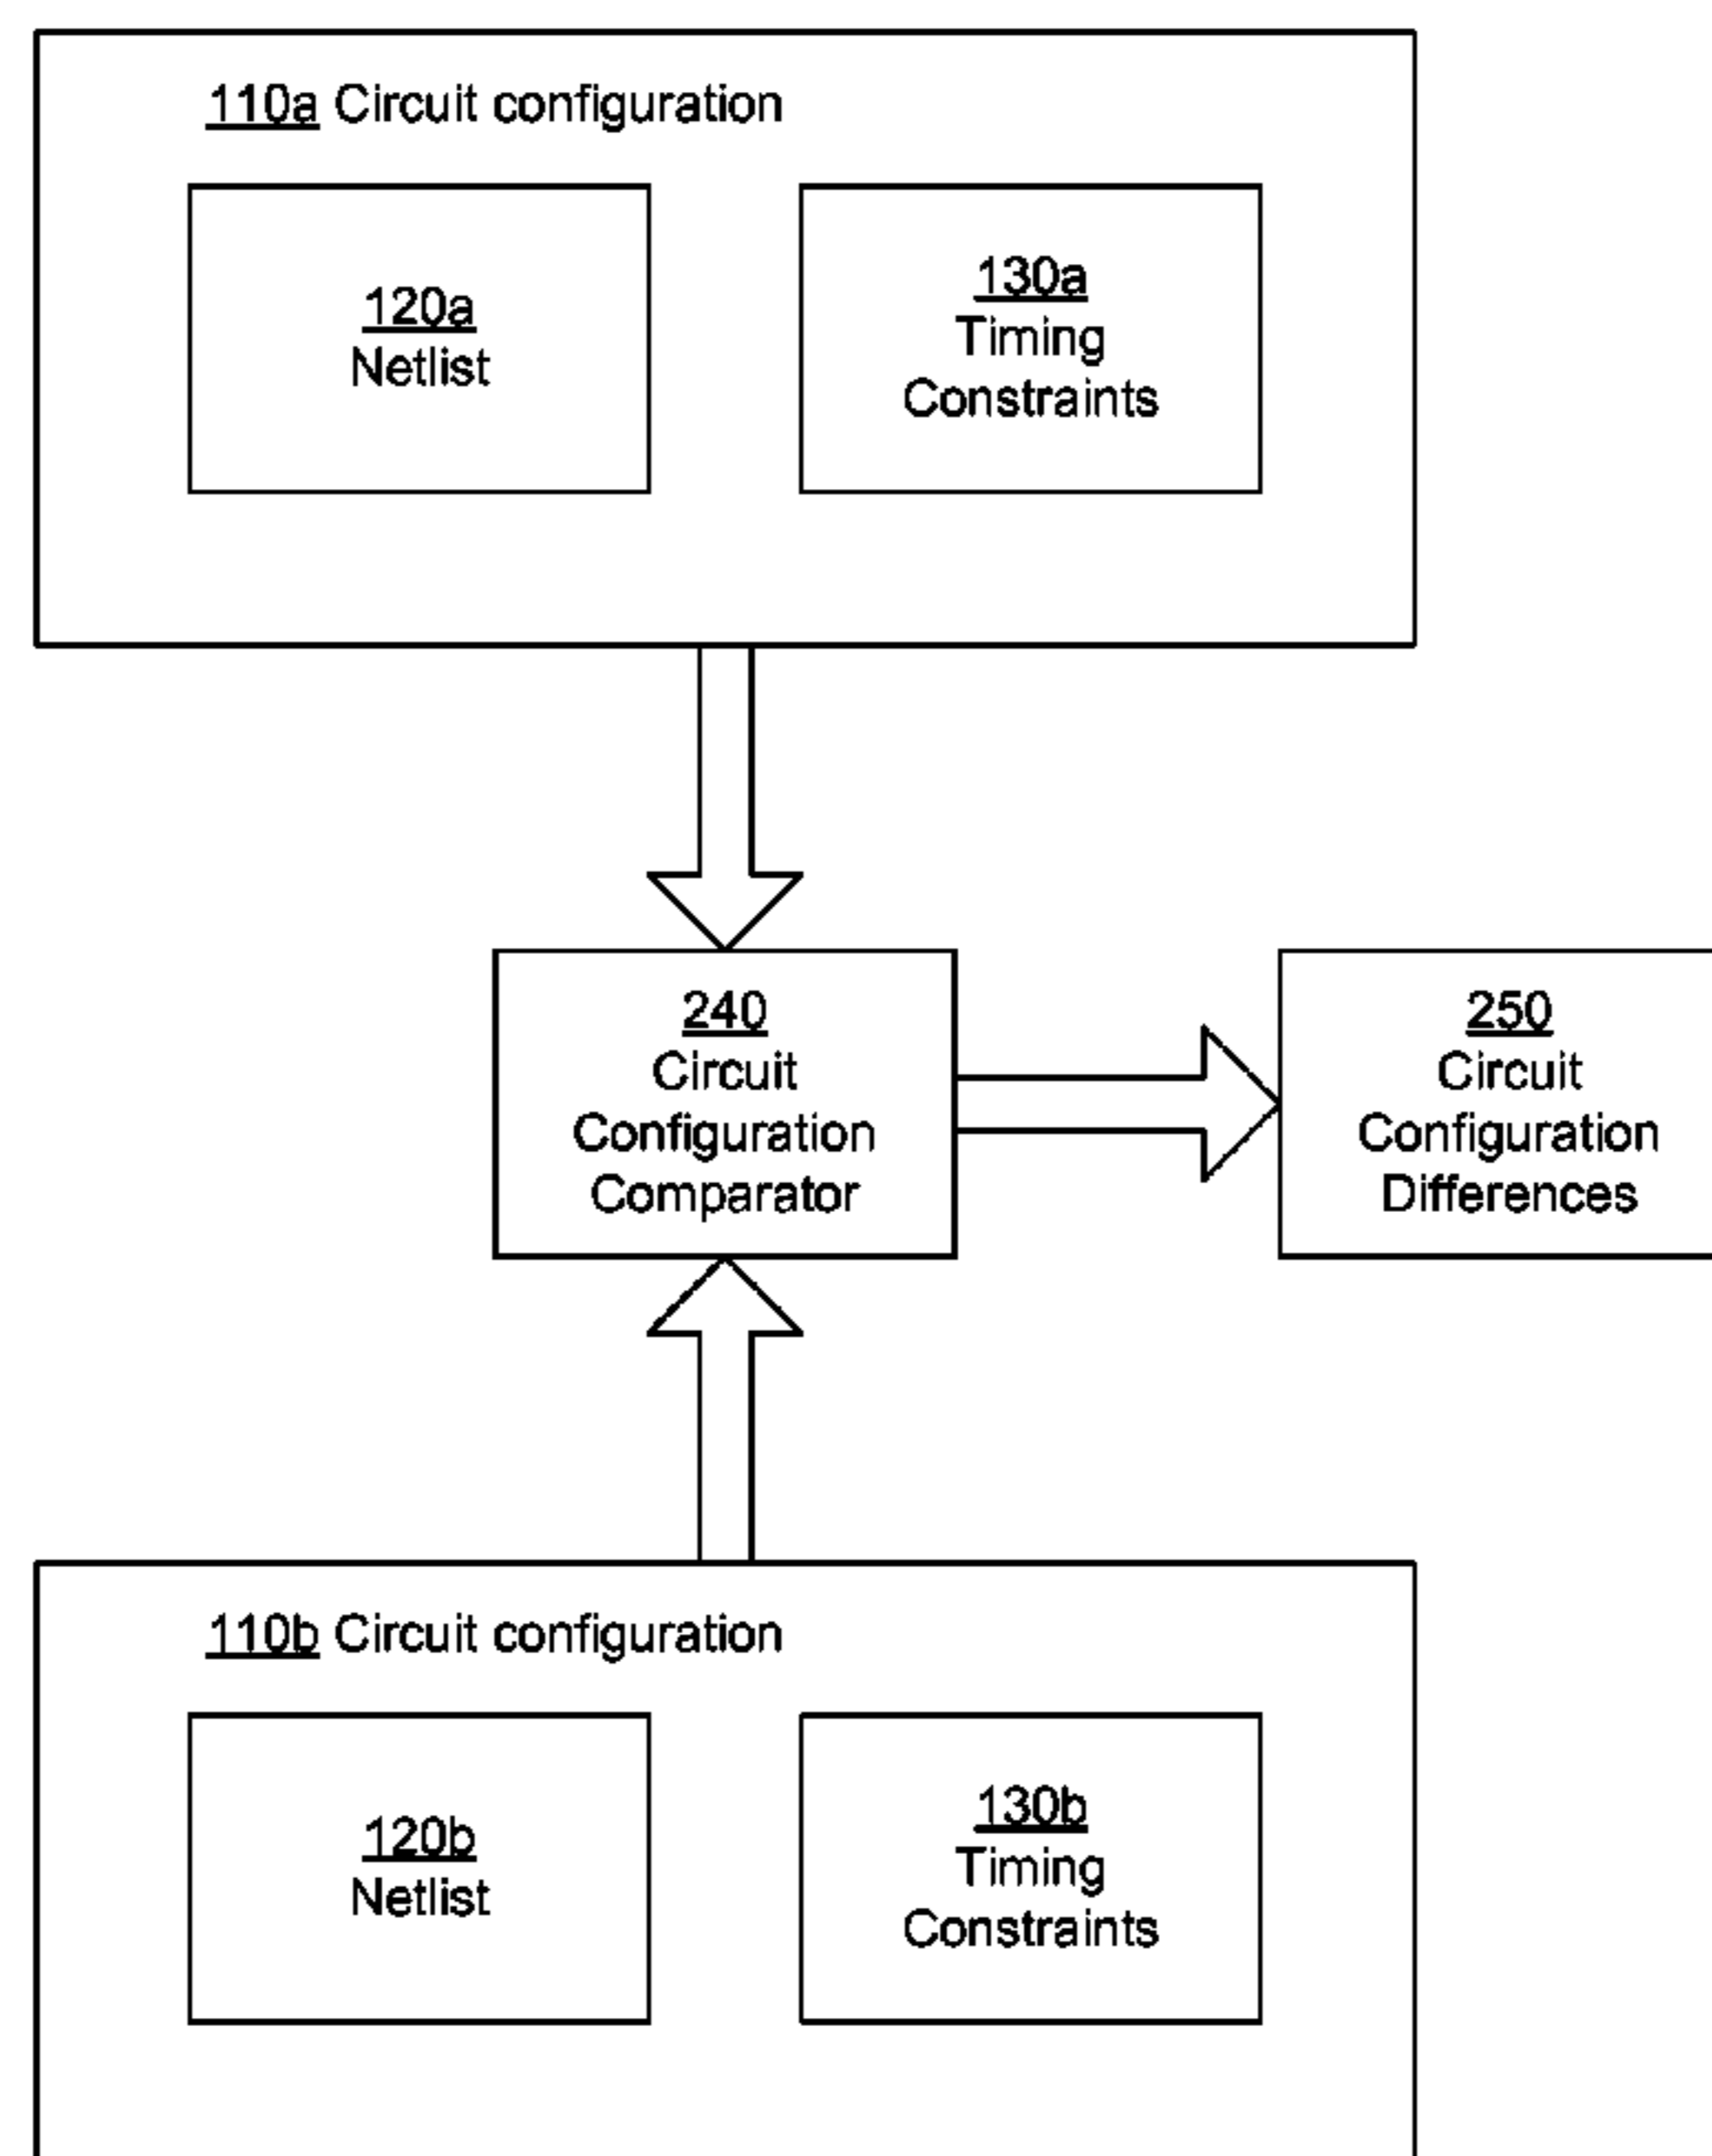 110a Circuit configuration
120a
Netlist
130a
Timing
Constraints
240
Circuit
Configuration
Comparator
250
Circuit
Configuration
Differences
110b Circuit configuration
120b
Netlist
130b
Timing
Constraints